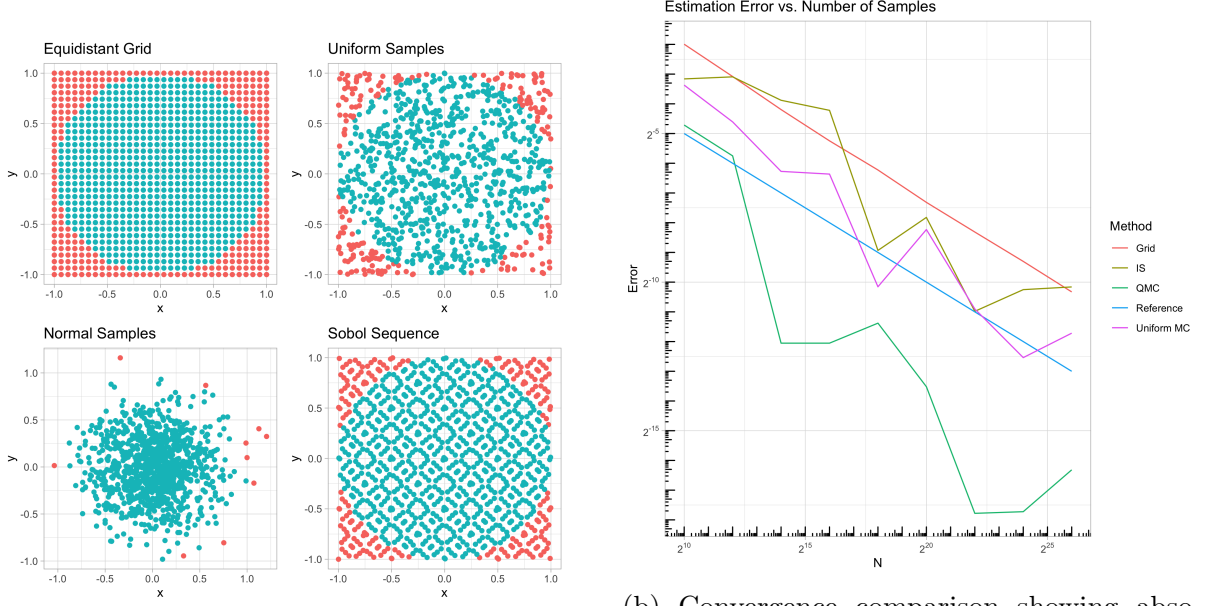 Equidistant Grid
1.0
0.5
0.0
-0.5
-1.0
y
-1.0 -0.5 0.0 0.5 1.0
x
Uniform Samples
1.0
0.5
0.0
-0.5
-1.0
y
-1.0 -0.5 0.0 0.5 1.0
x
Normal Samples
1.0
0.5
0.0
-0.5
-1.0
y
-1.0 -0.5 0.0 0.5 1.0
x
Sobol Sequence
1.0
0.5
0.0
-0.5
-1.0
y
-1.0 -0.5 0.0 0.5 1.0
x
Estimation Error vs. Number of Samples
2^-5
2^-10
2^-15
Error
2^10 2^15 2^20 2^25
N
Method
Grid
IS
QMC
Reference
Uniform MC
(b) Convergence comparison showing abso